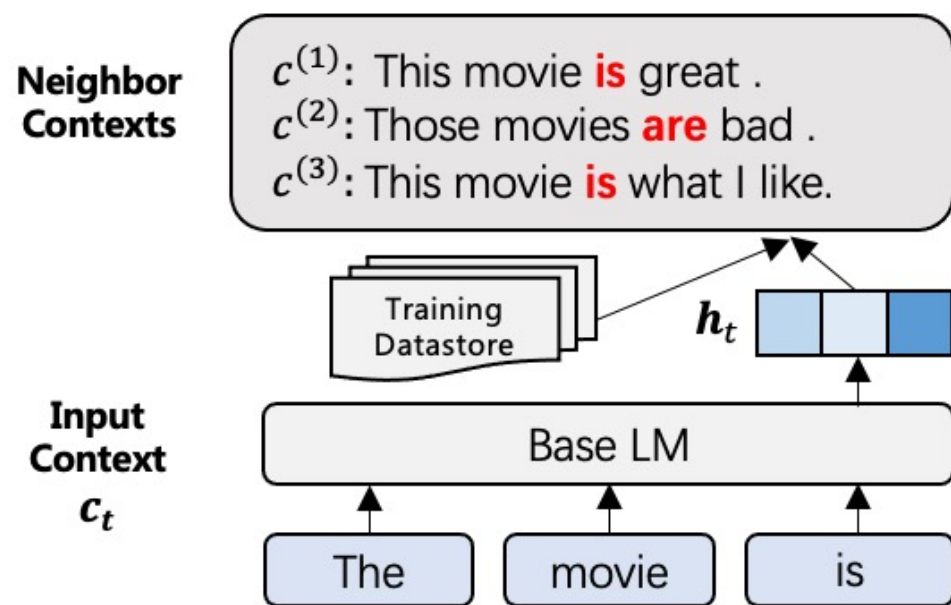 Neighbor
Contexts
c^(1): This movie is great .
c^(2): Those movies are bad .
c^(3): This movie is what I like.
Training
Datastore
h_t
Input
Context
c_t
Base LM
The
movie
is